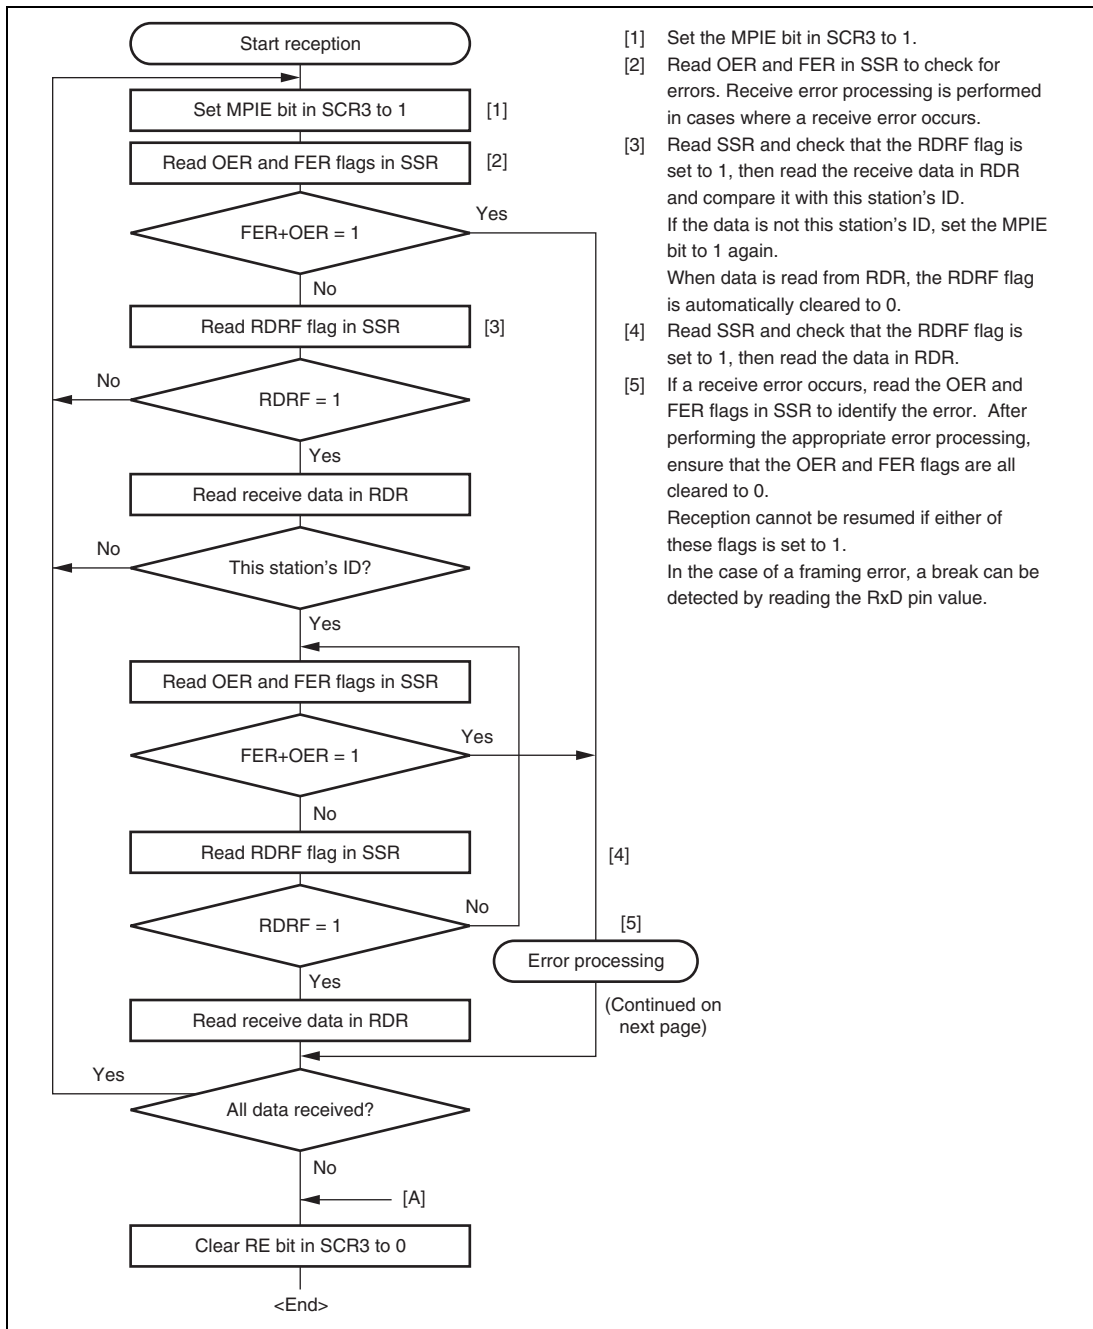 Start reception
Set MPIE bit in SCR3 to 1
[1]
Read OER and FER flags in SSR
[2]
Yes
FER+OER = 1
No
Read RDRF flag in SSR
[3]
No
RDRF = 1
Yes
Read receive data in RDR
No
This station's ID?
Yes
Read OER and FER flags in SSR
Yes
FER+OER = 1
No
Read RDRF flag in SSR
[4]
No
RDRF = 1
[5]
Error processing
Yes
(Continued on
next page)
Read receive data in RDR
Yes
All data received?
No
[A]
Clear RE bit in SCR3 to 0
<End>
[1] Set the MPIE bit in SCR3 to 1.
[2] Read OER and FER in SSR to check for
errors. Receive error processing is performed
in cases where a receive error occurs.
[3] Read SSR and check that the RDRF flag is
set to 1, then read the receive data in RDR
and compare it with this station's ID.
If the data is not this station's ID, set the MPIE
bit to 1 again.
When data is read from RDR, the RDRF flag
is automatically cleared to 0.
[4] Read SSR and check that the RDRF flag is
set to 1, then read the data in RDR.
[5] If a receive error occurs, read the OER and
FER flags in SSR to identify the error. After
performing the appropriate error processing,
ensure that the OER and FER flags are all
cleared to 0.
Reception cannot be resumed if either of
these flags is set to 1.
In the case of a framing error, a break can be
detected by reading the RxD pin value.